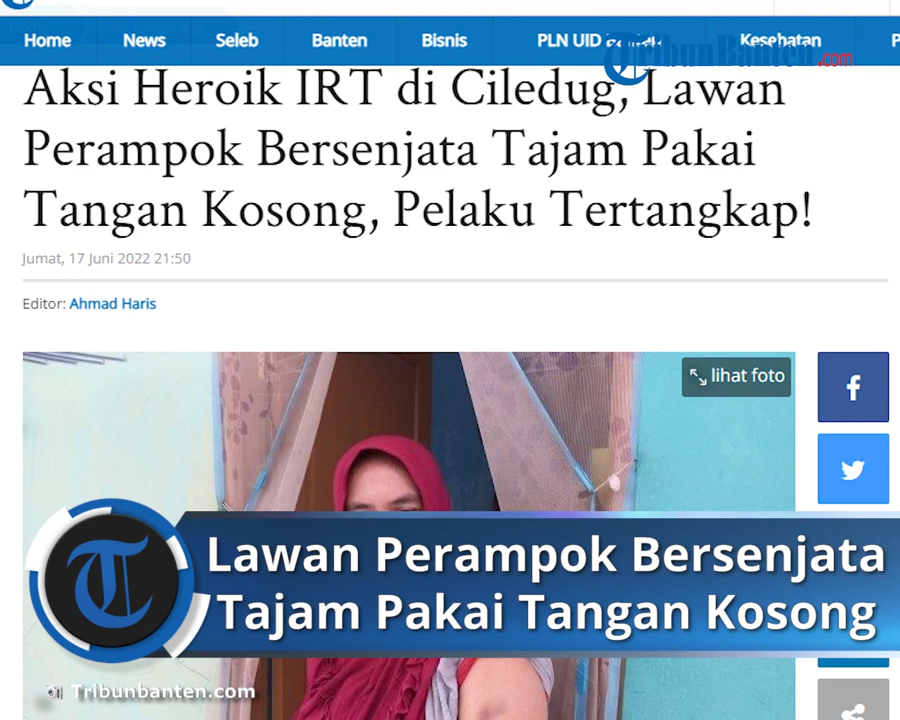 Home News Seleb Banten Bisnis PLN UID Banten Kesehatan P
TribunBanten.com
Aksi Heroik IRT di Ciledug, Lawan
Perampok Bersenjata Tajam Pakai
Tangan Kosong, Pelaku Tertangkap!
Jumat, 17 Juni 2022 21:50
Editor: Ahmad Haris
lihat foto
Lawan Perampok Bersenjata
Tajam Pakai Tangan Kosong
Tribunbanten.com